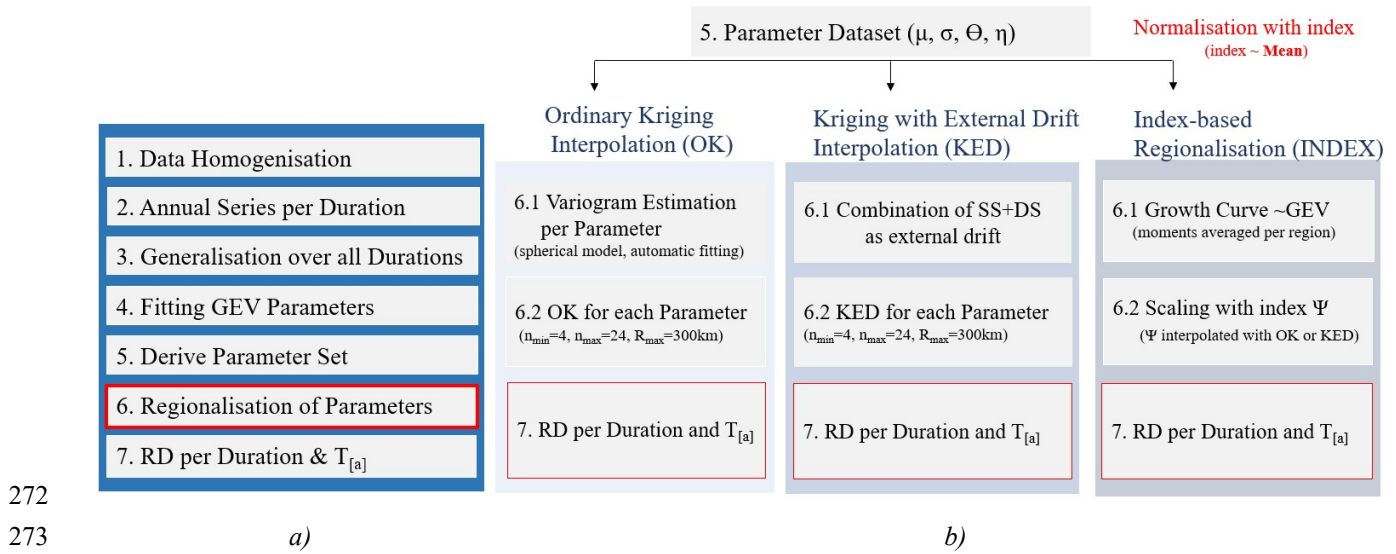 5. Parameter Dataset (μ, σ, Ө, η)
Normalisation with index
(index ~ Mean)
1. Data Homogenisation
2. Annual Series per Duration
3. Generalisation over all Durations
4. Fitting GEV Parameters
5. Derive Parameter Set
6. Regionalisation of Parameters
7. RD per Duration & T[a]
Ordinary Kriging
Interpolation (OK)
6.1 Variogram Estimation
per Parameter
(spherical model, automatic fitting)
6.2 OK for each Parameter
(nmin=4, nmax=24, Rmax=300km)
7. RD per Duration and T[a]
Kriging with External Drift
Interpolation (KED)
6.1 Combination of SS+DS
as external drift
6.2 KED for each Parameter
(nmin=4, nmax=24, Rmax=300km)
7. RD per Duration and T[a]
Index-based
Regionalisation (INDEX)
6.1 Growth Curve ~GEV
(moments averaged per region)
6.2 Scaling with index Ψ
(Ψ interpolated with OK or KED)
7. RD per Duration and T[a]
272
273 a) b)